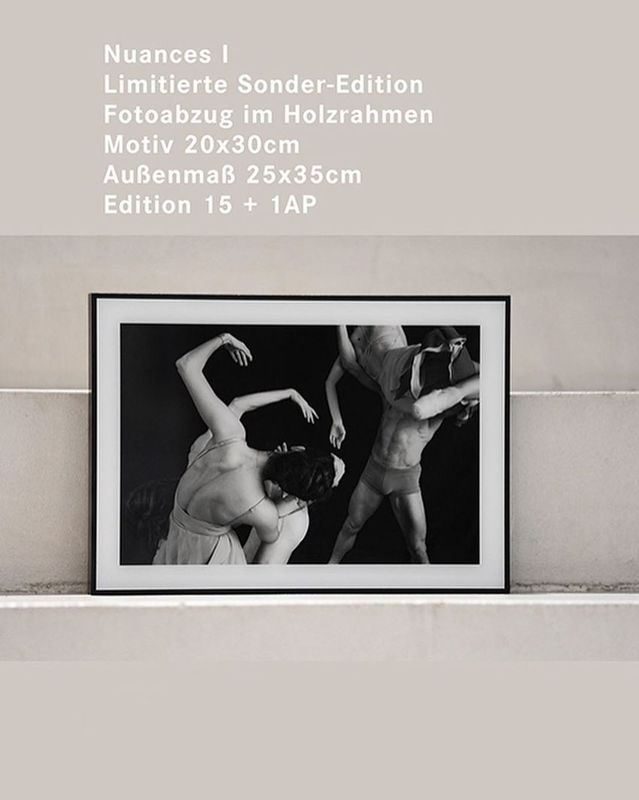 Nuances I
Limitierte Sonder-Edition
Fotoabzug im Holzrahmen
Motiv 20x30cm
Außenmaß 25x35cm
Edition 15 + 1AP